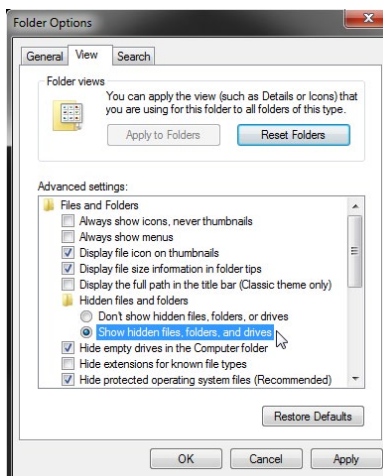 Folder Options
General View Search
Folder views
You can apply the view (such as Details or Icons) that
you are using for this folder to all folders of this type.
Apply to Folders Reset Folders
Advanced settings:
Files and Folders
Always show icons, never thumbnails
Always show menus
Display file icon on thumbnails
Display file size information in folder tips
Display the full path in the title bar (Classic theme only)
Hidden files and folders
Don't show hidden files, folders, or drives
Show hidden files, folders, and drives
Hide empty drives in the Computer folder
Hide extensions for known file types
Hide protected operating system files (Recommended)
Restore Defaults
OK Cancel Apply